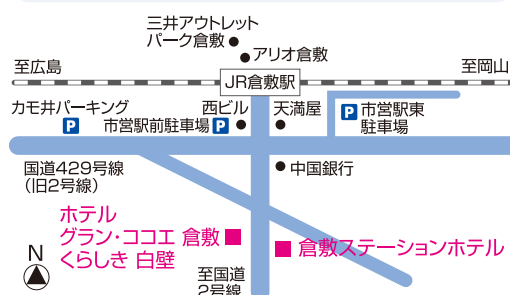 三井アウトレット
パーク倉敷
アリオ倉敷
至広島
至岡山
JR倉敷駅
カモ井パーキング
P
西ビル
市営駅前駐車場 P
天満屋
P 市営駅東
駐車場
国道429号線
(旧2号線)
中国銀行
ホテル
グラン・ココエ 倉敷
くらしき 白壁
倉敷ステーションホテル
N
至国道
2号線